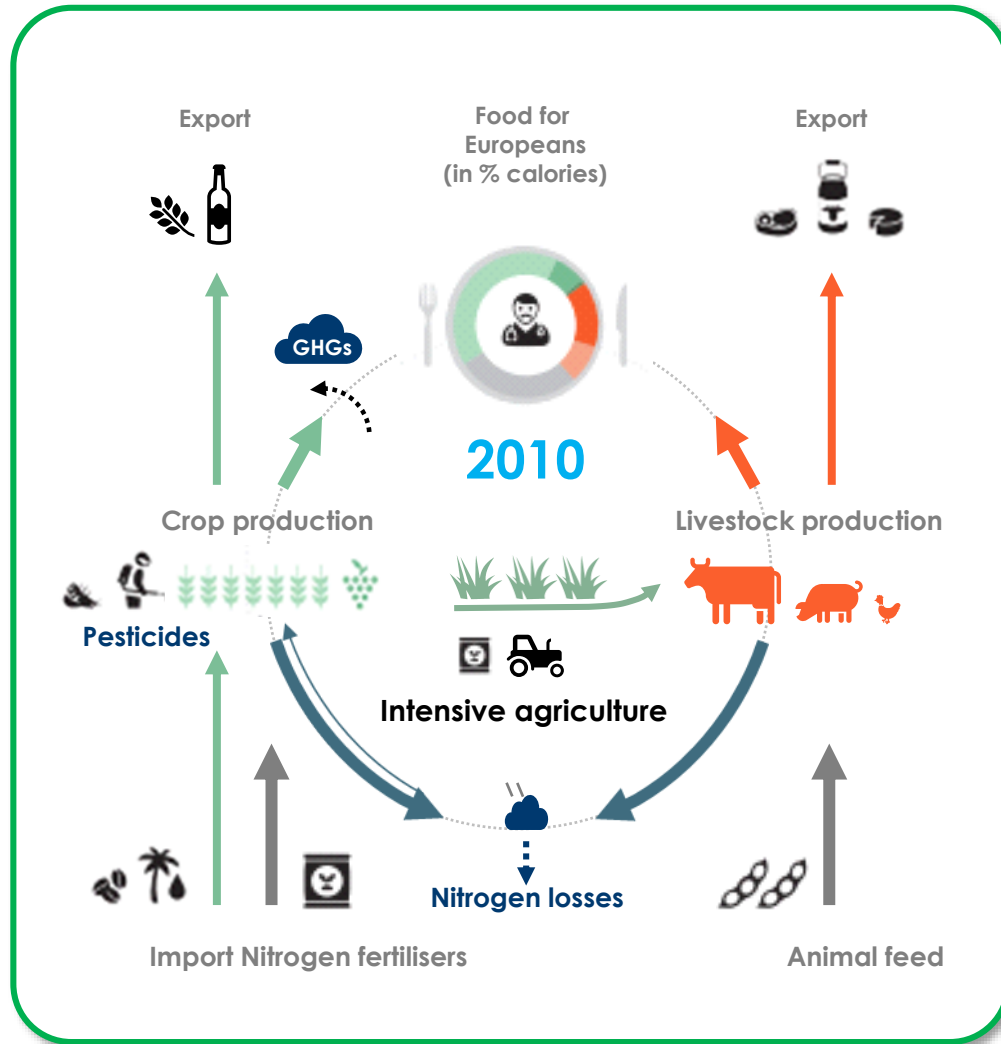 Export
Food for
Europeans
(in % calories)
Export
GHGs
2010
Crop production
Livestock production
Pesticides
Intensive agriculture
Nitrogen losses
Import Nitrogen fertilisers
Animal feed